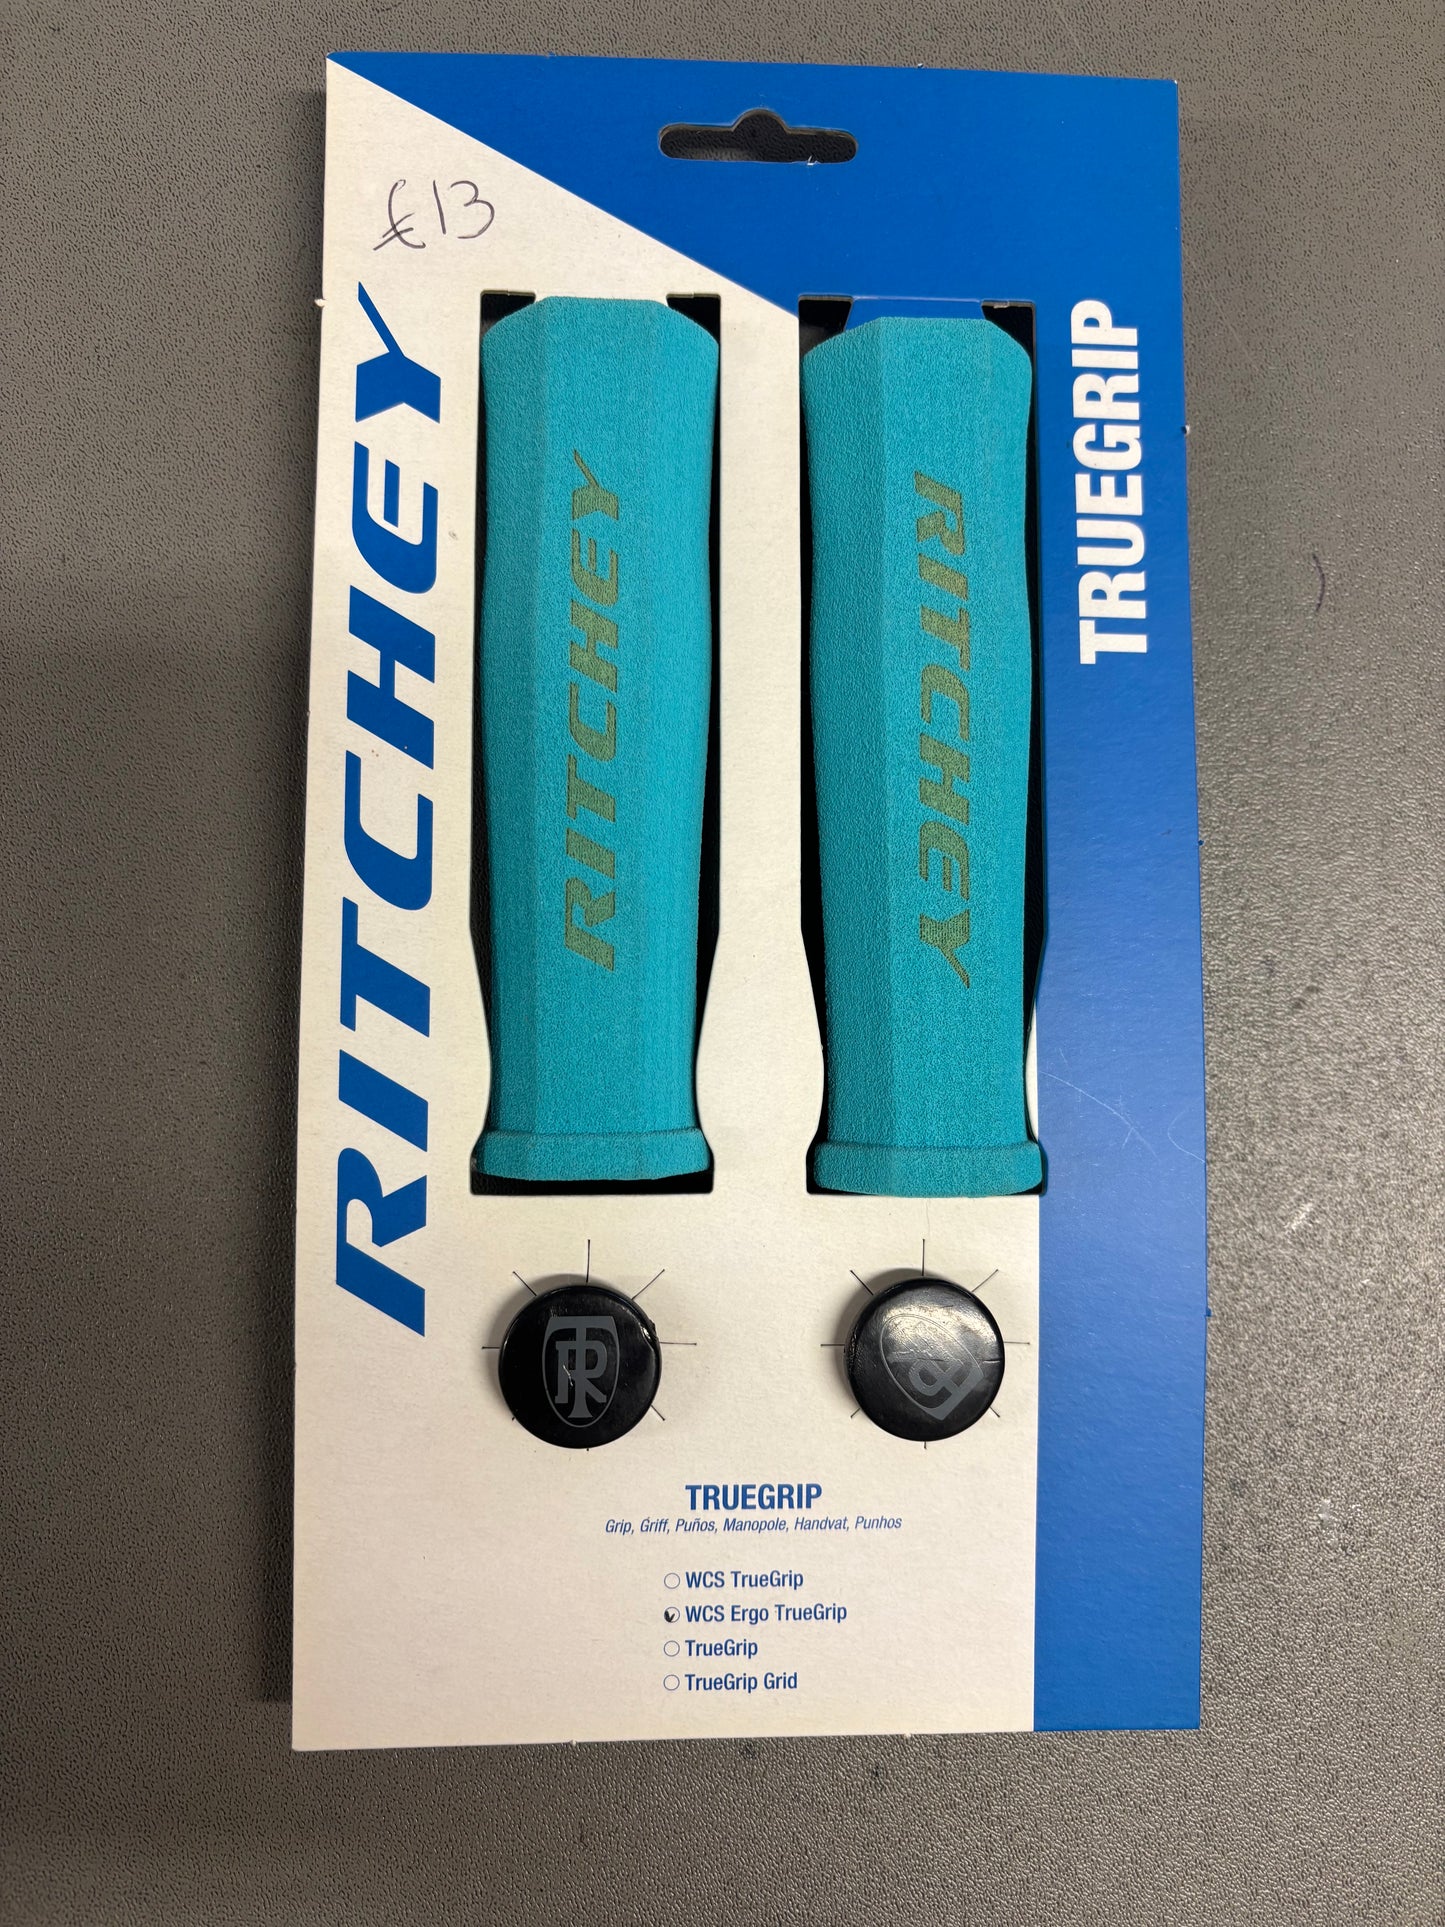 £13
RITCHEY
TRUEGRIP
RITCHEY
RITCHEY
TRUEGRIP
Grip, Griff, Puños, Manopole, Handvat, Punhos
WCS TrueGrip
WCS Ergo TrueGrip
TrueGrip
TrueGrip Grid